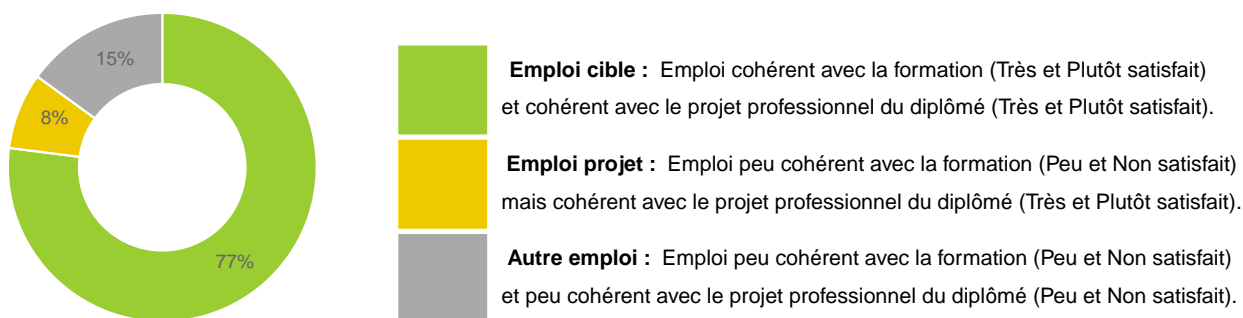 15%
8%
77%
Emploi cible : Emploi cohérent avec la formation (Très et Plutôt satisfait)
et cohérent avec le projet professionnel du diplômé (Très et Plutôt satisfait).
Emploi projet : Emploi peu cohérent avec la formation (Peu et Non satisfait)
mais cohérent avec le projet professionnel du diplômé (Très et Plutôt satisfait).
Autre emploi : Emploi peu cohérent avec la formation (Peu et Non satisfait)
et peu cohérent avec le projet professionnel du diplômé (Peu et Non satisfait).